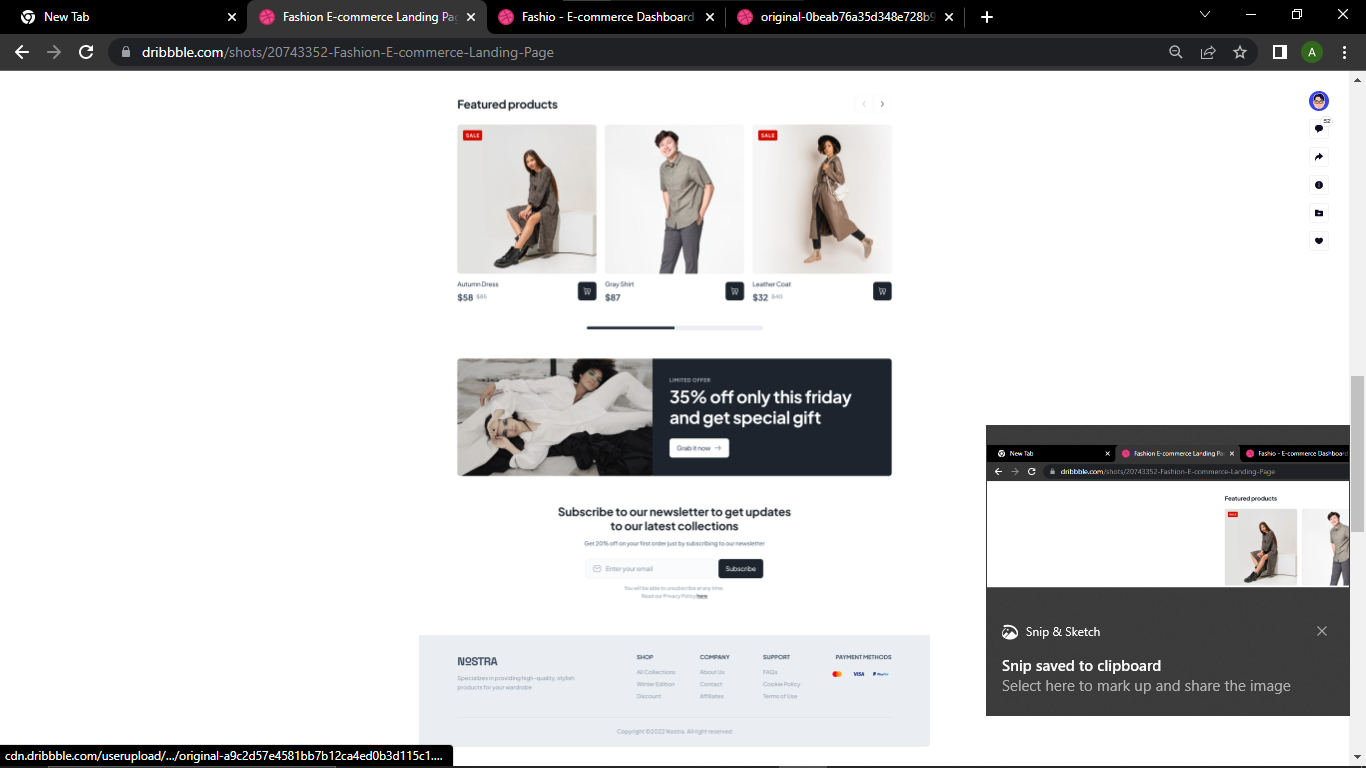 New Tab
Fashion E-commerce Landing Pag
Fashio - E-commerce Dashboard
original-0beab76a35d348e728b9
dribbble.com/shots/20743352-Fashion-E-commerce-Landing-Page
A
52
Featured products
SALE
SALE
Autumn Dress
$58 $85
Gray Shirt
$87
Leather Coat
$32 $40
LIMITED OFFER
35% off only this friday
and get special gift
Grab it now →
Subscribe to our newsletter to get updates
to our latest collections
Get 20% off on your first order just by subscribing to our newsletter
Enter your email
Subscribe
You will be able to unsubscribe at any time.
Read our Privacy Policy here
NOSTRA
Specializes in providing high-quality, stylish
products for your wardrobe
SHOP
All Collections
Winter Edition
Discount
COMPANY
About Us
Contact
Affiliates
SUPPORT
FAQs
Cookie Policy
Terms of Use
PAYMENT METHODS
VISA
PayPal
Copyright ©2022 Nostra. All right reserved
New Tab
Fashion E-commerce Landing Pa
Fashio - E-commerce Dashboard
dribbble.com/shots/20743352-Fashion-E-commerce-Landing-Page
Featured products
SALE
Snip & Sketch
Snip saved to clipboard
Select here to mark up and share the image
cdn.dribbble.com/userupload/.../original-a9c2d57e4581bb7b12ca4ed0b3d115c1....